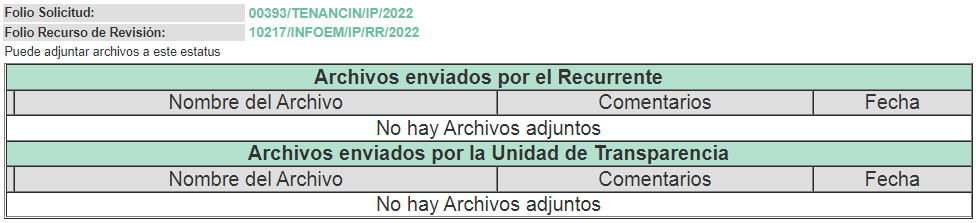 Folio Solicitud: 00393/TENANCIN/IP/2022
Folio Recurso de Revisión: 10217/INFOEM/IP/RR/2022
Puede adjuntar archivos a este estatus
Archivos enviados por el Recurrente
Nombre del Archivo Comentarios Fecha
No hay Archivos adjuntos
Archivos enviados por la Unidad de Transparencia
Nombre del Archivo Comentarios Fecha
No hay Archivos adjuntos